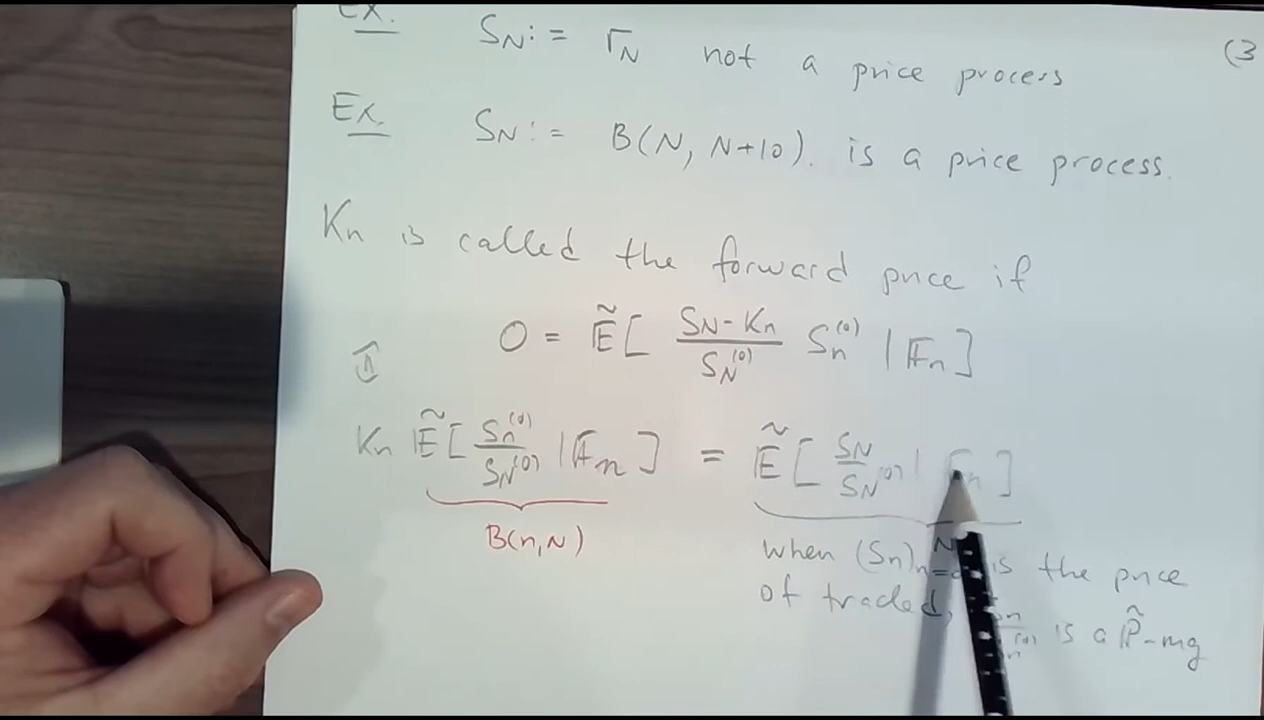 Ex.
S_N := r_N not a price process
(3
Ex. S_N := B(N, N+10). is a price process.
K_n is called the forward price if
0 = Ẽ[ (S_N - K_n) / S_N^(0) S_n^(0) | F_n ]
⇕
K_n Ẽ[ S_n^(0) / S_N^(0) | F_n ] = Ẽ[ S_N / S_N^(0) | F_n ]
B(n,N)
when (S_n) is the price
of traded, is a P̃-mg